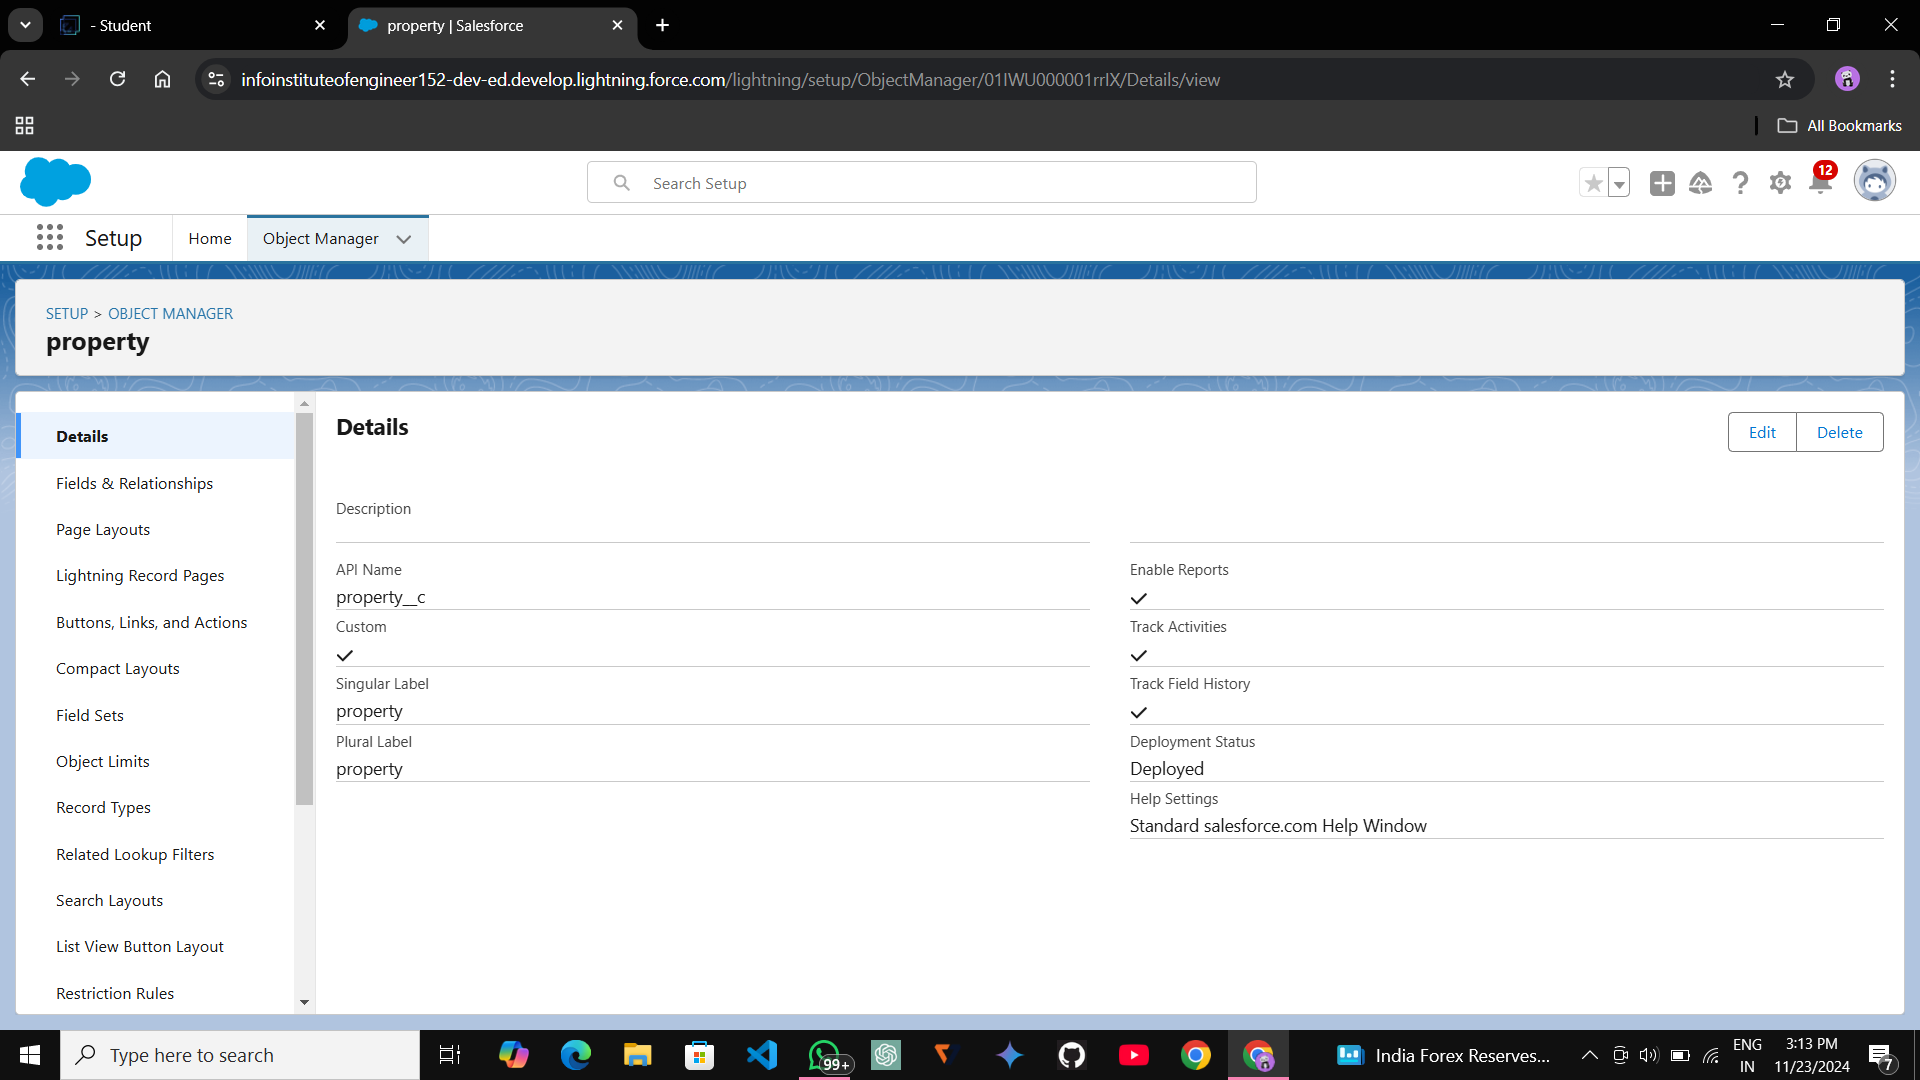 - Student
property | Salesforce
infoinstituteofengineer152-dev-ed.develop.lightning.force.com/lightning/setup/ObjectManager/01IWU000001rrlX/Details/view
All Bookmarks
Search Setup
12
Setup
Home
Object Manager
SETUP > OBJECT MANAGER
property
Details
Fields & Relationships
Page Layouts
Lightning Record Pages
Buttons, Links, and Actions
Compact Layouts
Field Sets
Object Limits
Record Types
Related Lookup Filters
Search Layouts
List View Button Layout
Restriction Rules
Details
Edit
Delete
Description
API Name
property__c
Custom
Singular Label
property
Plural Label
property
Enable Reports
Track Activities
Track Field History
Deployment Status
Deployed
Help Settings
Standard salesforce.com Help Window
Type here to search
99+
India Forex Reserves...
ENG
IN
3:13 PM
11/23/2024
7